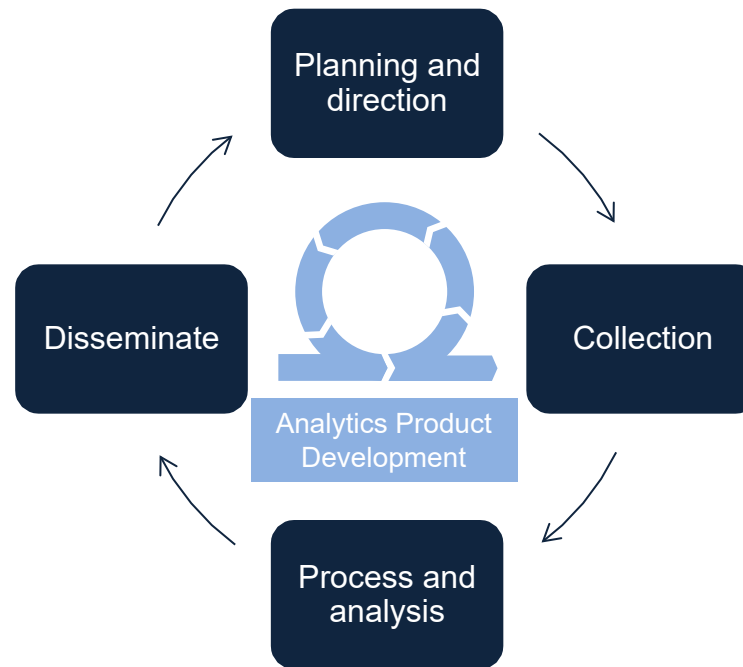 Planning and
direction
Disseminate
Collection
Analytics Product
Development
Process and
analysis